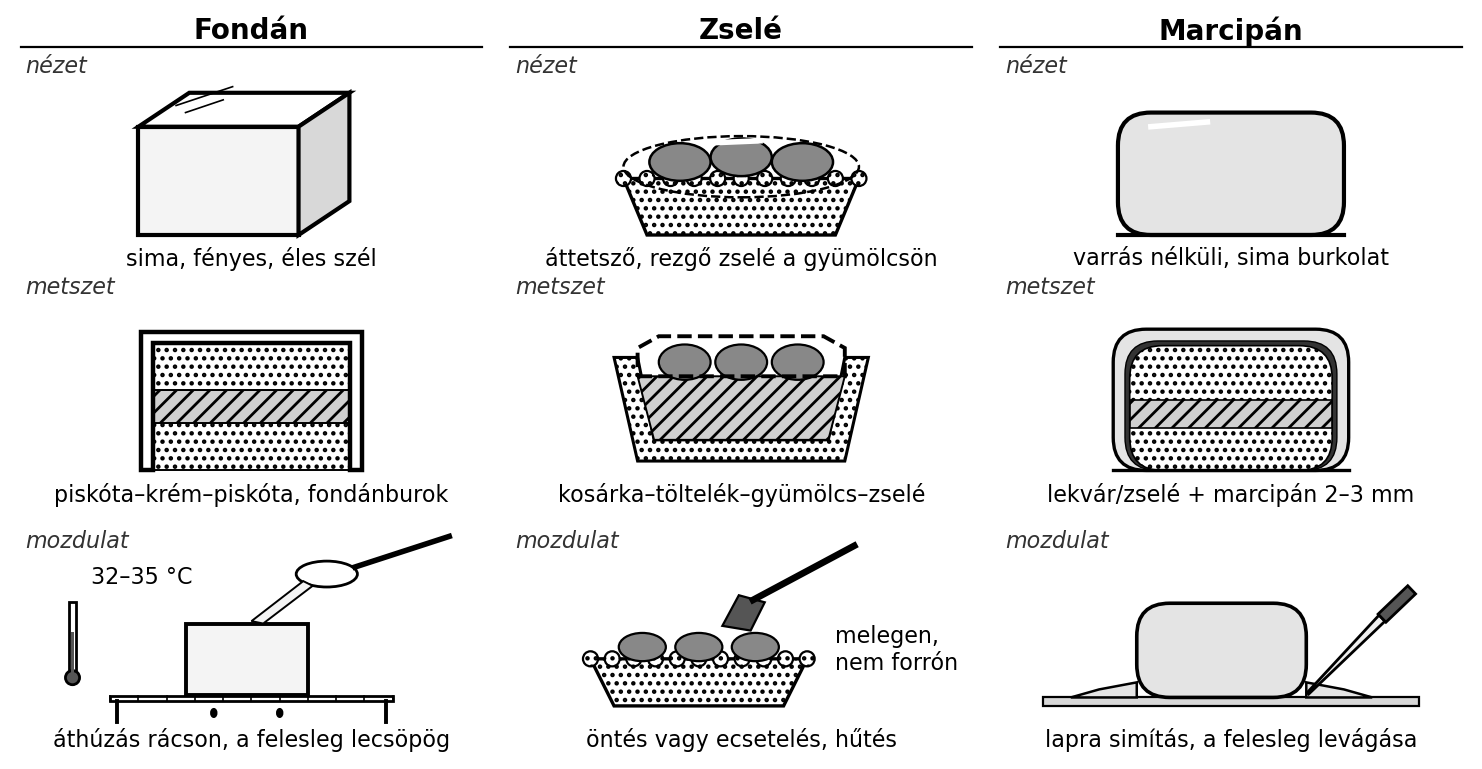 Fondán
Zselé
Marcipán
nézet
nézet
nézet
sima, fényes, éles szél
áttetsző, rezgő zselé a gyümölcsön
varrás nélküli, sima burkolat
metszet
metszet
metszet
piskóta–krém–piskóta, fondánburok
kosárka–töltelék–gyümölcs–zselé
lekvár/zselé + marcipán 2–3 mm
mozdulat
mozdulat
mozdulat
32–35 °C
melegen,
nem forrón
áthúzás rácson, a felesleg lecsöpög
öntés vagy ecsetelés, hűtés
lapra simítás, a felesleg levágása